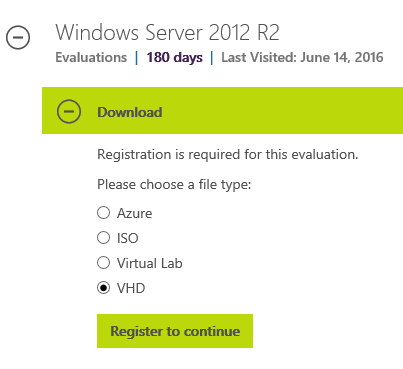 Windows Server 2012 R2
Evaluations | 180 days | Last Visited: June 14, 2016
Download
Registration is required for this evaluation.
Please choose a file type:
Azure
ISO
Virtual Lab
VHD
Register to continue